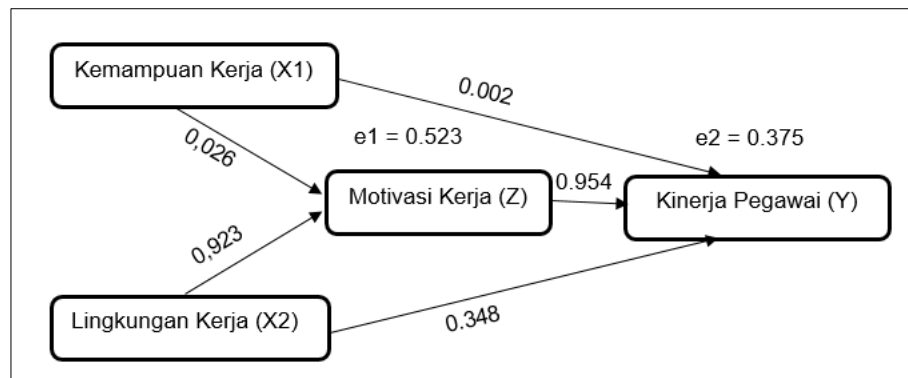 Kemampuan Kerja (X1)
0.002
0,026
e1 = 0.523
e2 = 0.375
Motivasi Kerja (Z)
0.954
Kinerja Pegawai (Y)
0,923
Lingkungan Kerja (X2)
0.348